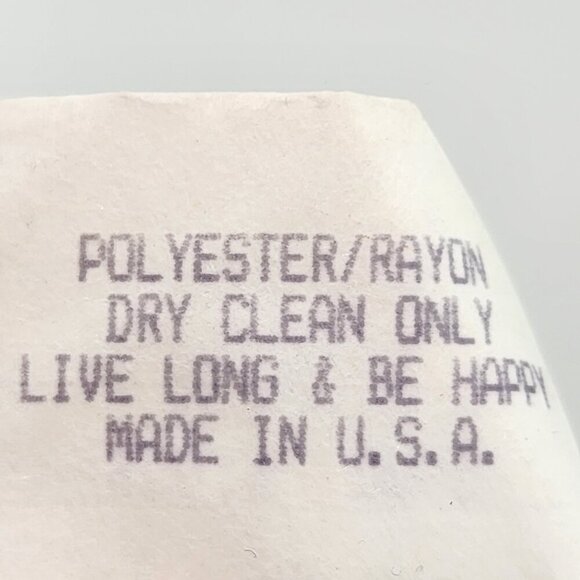 POLYESTER/RAYON
DRY CLEAN ONLY
LIVE LONG & BE HAPPY
MADE IN U.S.A.